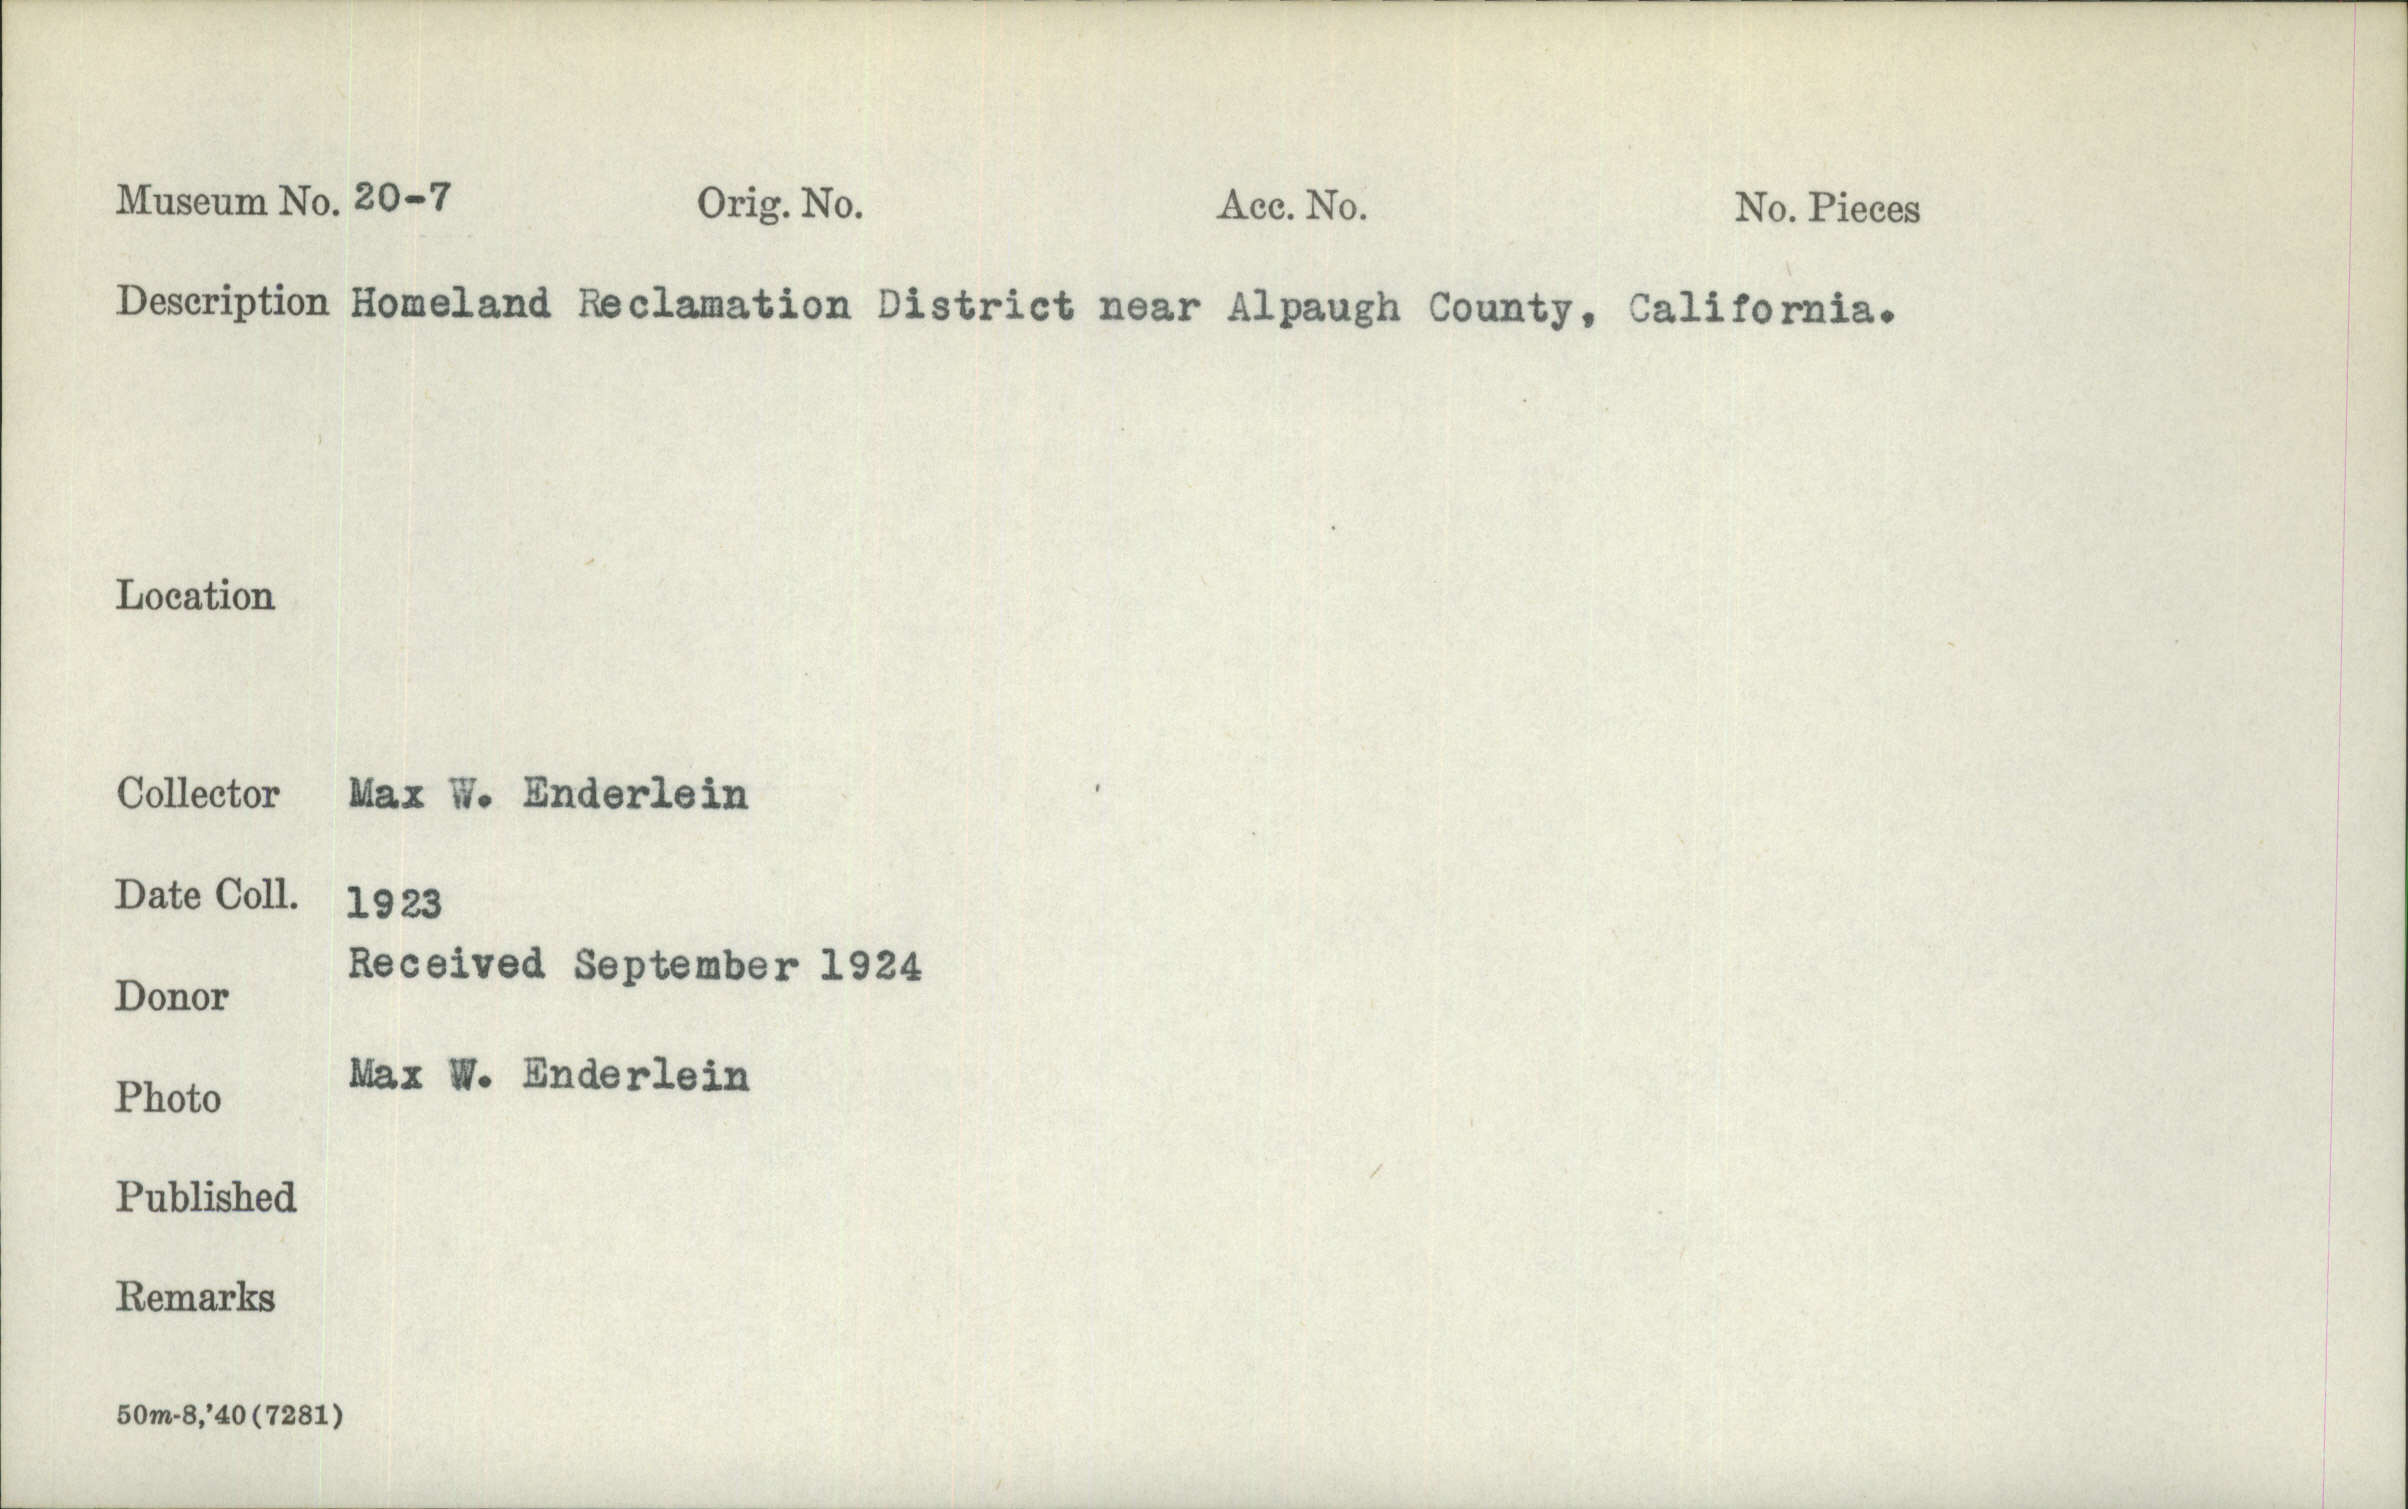 Museum No. 20-7 Orig. No. Acc. No. No. Pieces
Description Homeland Reclamation District near Alpaugh County, California.
Location
Collector Max W. Enderlein
Date Coll. 1923
Received September 1924
Donor
Max W. Enderlein
Photo
Published
Remarks
50m-8,'40(7281)